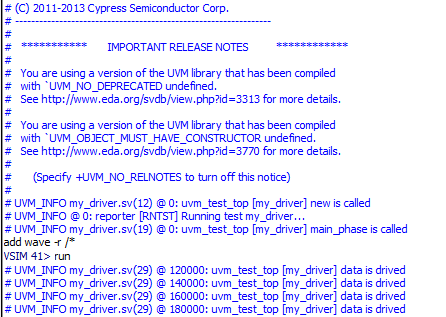 # (C) 2011-2013 Cypress Semiconductor Corp.
# ----------------------------------------------------------------
#
#   ***********      IMPORTANT RELEASE NOTES         ************
#
#   You are using a version of the UVM library that has been compiled
#   with `UVM_NO_DEPRECATED undefined.
#   See http://www.eda.org/svdb/view.php?id=3313 for more details.
#
#   You are using a version of the UVM library that has been compiled
#   with `UVM_OBJECT_MUST_HAVE_CONSTRUCTOR undefined.
#   See http://www.eda.org/svdb/view.php?id=3770 for more details.
#
#       (Specify +UVM_NO_RELNOTES to turn off this notice)
#
# UVM_INFO my_driver.sv(12) @ 0: uvm_test_top [my_driver] new is called
# UVM_INFO @ 0: reporter [RNTST] Running test my_driver...
# UVM_INFO my_driver.sv(19) @ 0: uvm_test_top [my_driver] main_phase is called
add wave -r /*
VSIM 41> run
# UVM_INFO my_driver.sv(29) @ 120000: uvm_test_top [my_driver] data is drived
# UVM_INFO my_driver.sv(29) @ 140000: uvm_test_top [my_driver] data is drived
# UVM_INFO my_driver.sv(29) @ 160000: uvm_test_top [my_driver] data is drived
# UVM_INFO my_driver.sv(29) @ 180000: uvm_test_top [my_driver] data is drived